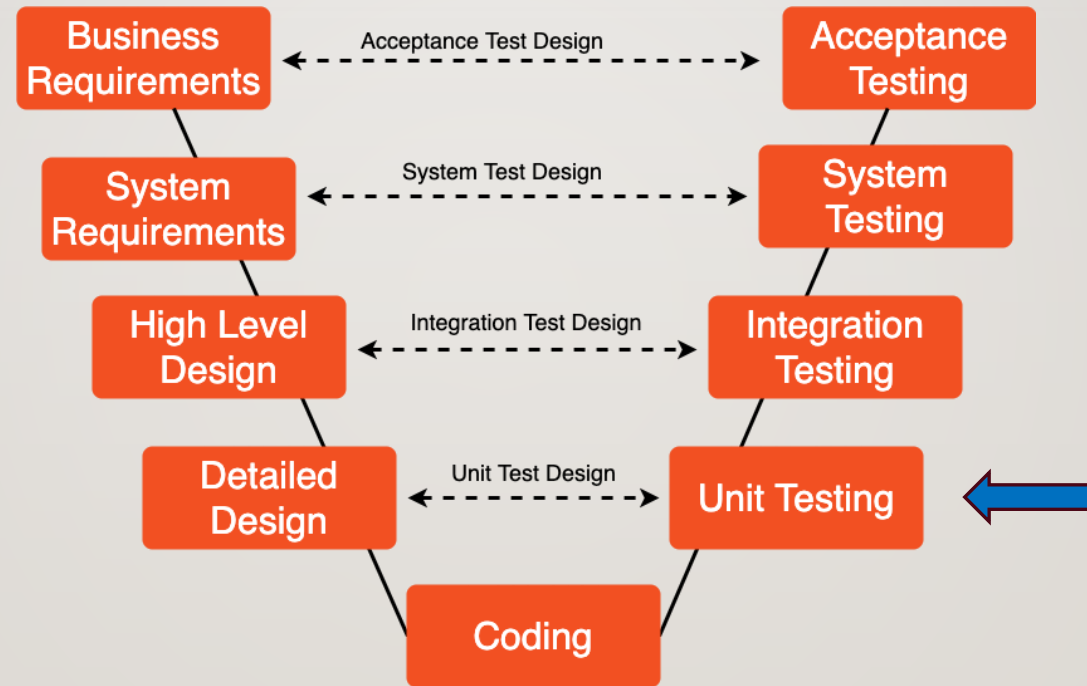 Business
Requirements
Acceptance Test Design
Acceptance
Testing
System
Requirements
System Test Design
System
Testing
High Level
Design
Integration Test Design
Integration
Testing
Detailed
Design
Unit Test Design
Unit Testing
Coding